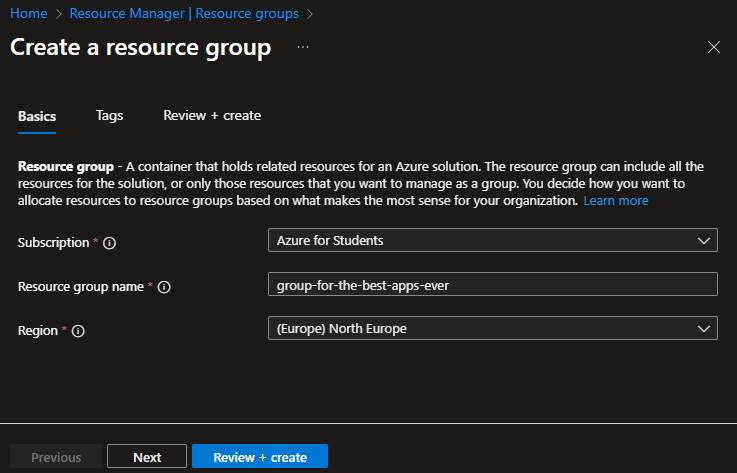 Home > Resource Manager | Resource groups >
Create a resource group ...
Basics Tags Review + create
Resource group - A container that holds related resources for an Azure solution. The resource group can include all the
resources for the solution, or only those resources that you want to manage as a group. You decide how you want to
allocate resources to resource groups based on what makes the most sense for your organization. Learn more
Subscription * Azure for Students
Resource group name * group-for-the-best-apps-ever
Region * (Europe) North Europe
Previous Next Review + create